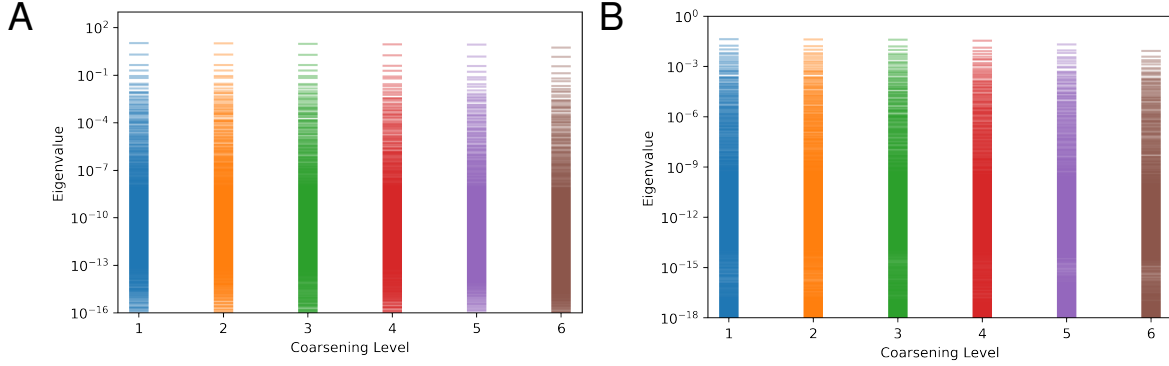 A
Eigenvalue
10^2
10^-1
10^-4
10^-7
10^-10
10^-13
10^-16
1 2 3 4 5 6
Coarsening Level
B
Eigenvalue
10^0
10^-3
10^-6
10^-9
10^-12
10^-15
10^-18
1 2 3 4 5 6
Coarsening Level